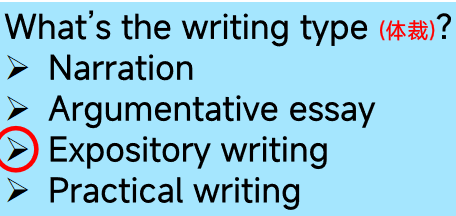 What's the writing type (体裁)?
➢ Narration
➢ Argumentative essay
➢ Expository writing
➢ Practical writing